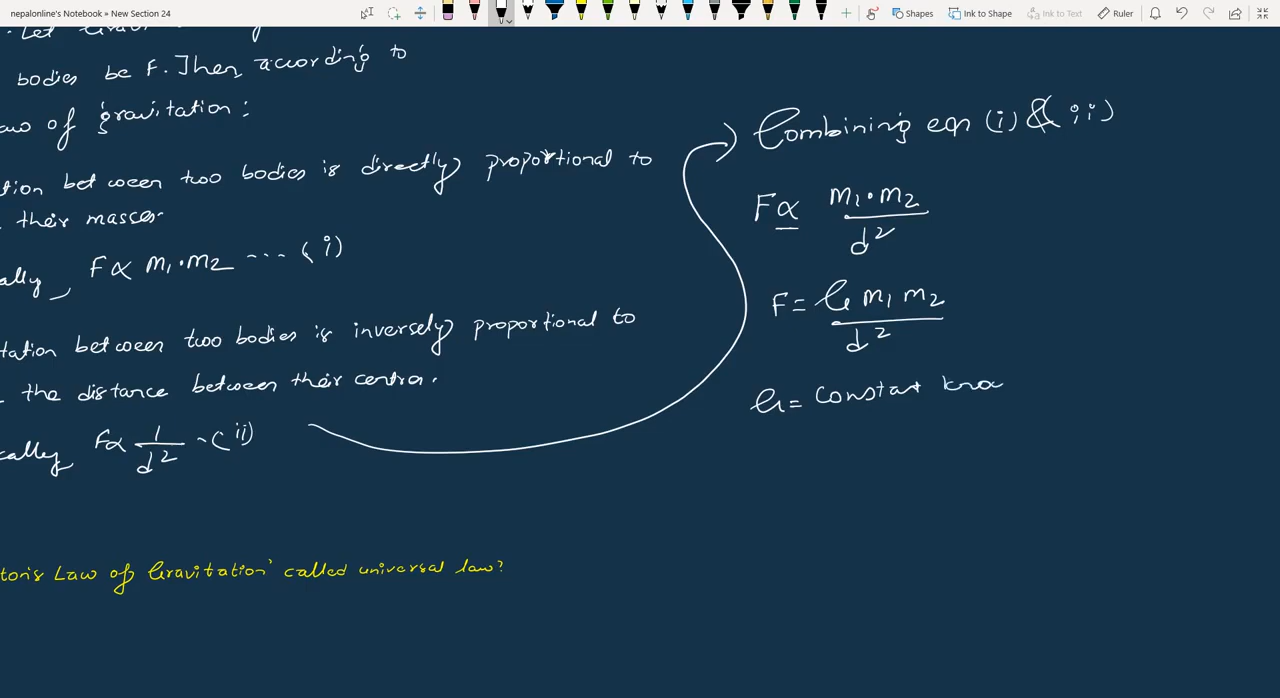 nepalonline's Notebook » New Section 24
Shapes Ink to Shape Ink to Text Ruler
bodies be F. Then, according to
law of gravitation:
tion between two bodies is directly proportional to
their masses.
ally, F∝ m₁·m₂ --- (i)
tation between two bodies is inversely proportional to
the distance between their centres.
cally F∝ 1/d² - (ii)
ton's Law of Gravitation' called universal law?
Combining eqn (i) & ii)
F∝ m₁·m₂/d²
F = G m₁ m₂/d²
G = constat kno